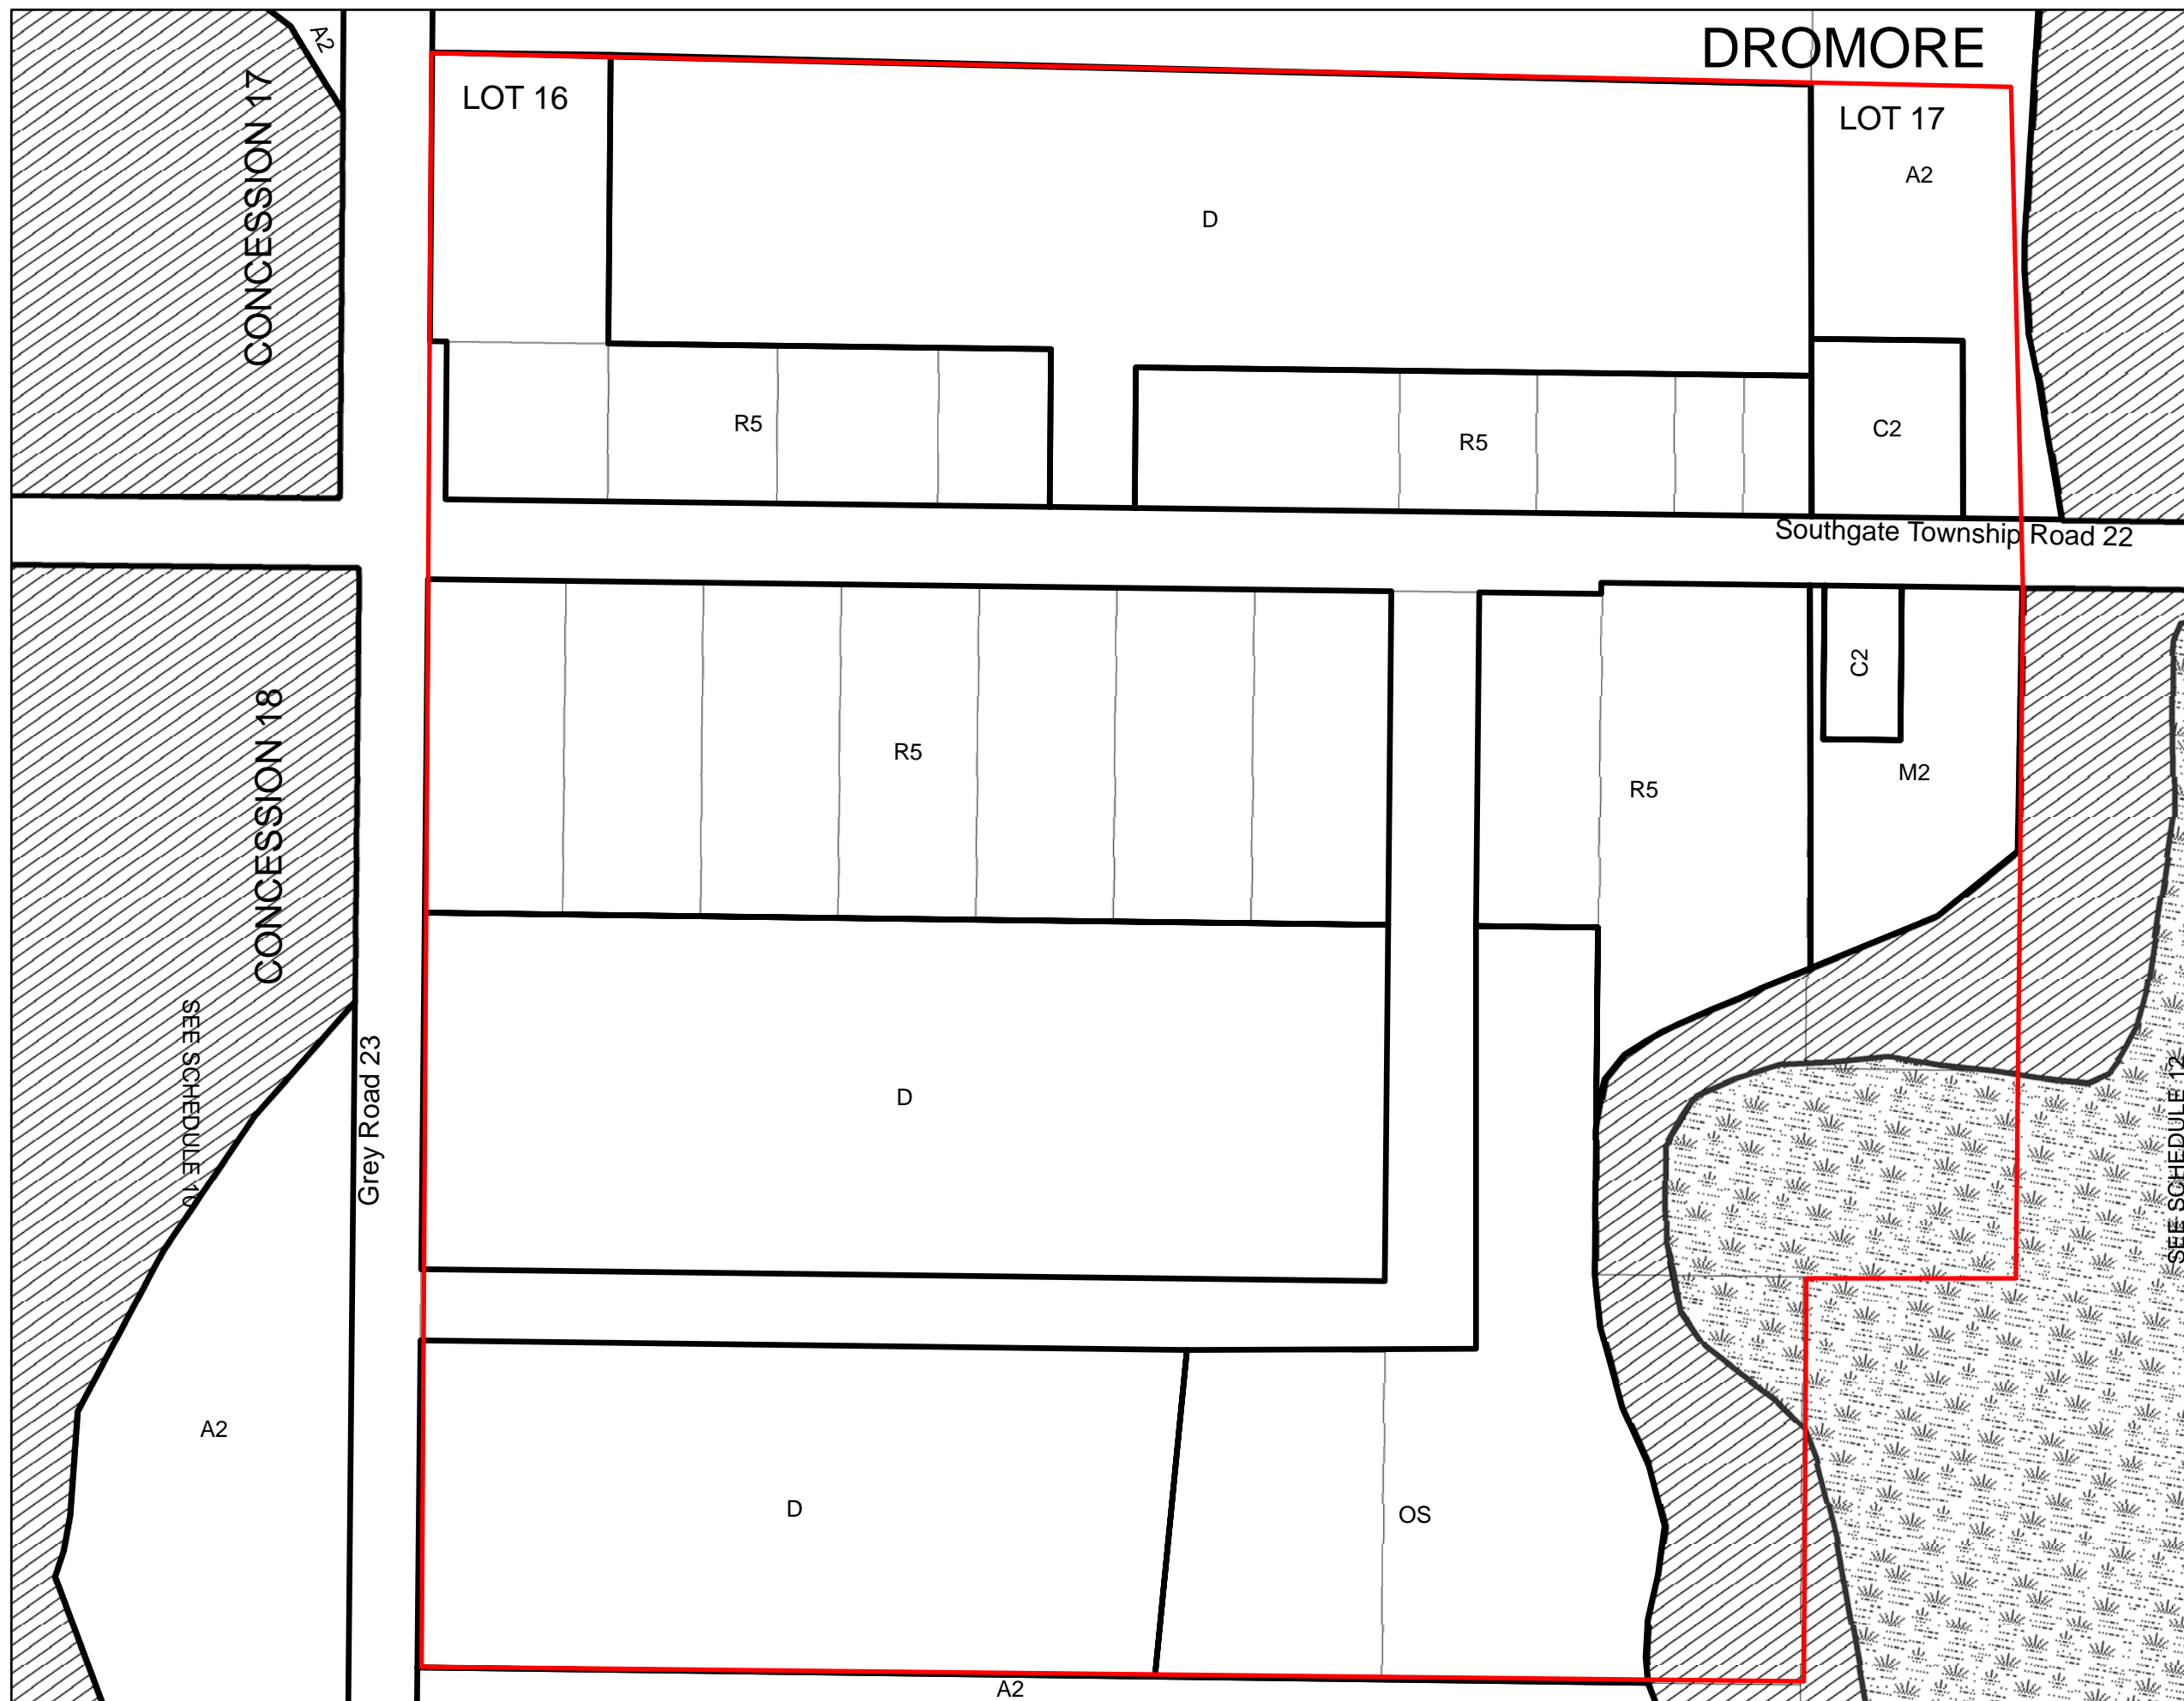 A2
DROMORE
CONCESSION 17
LOT 16
LOT 17
A2
D
R5
R5
C2
Southgate Township Road 22
CONCESSION 18
R5
R5
C2
M2
SEE SCHEDULE 10
Grey Road 23
D
SEE SCHEDULE 12
A2
D
OS
A2